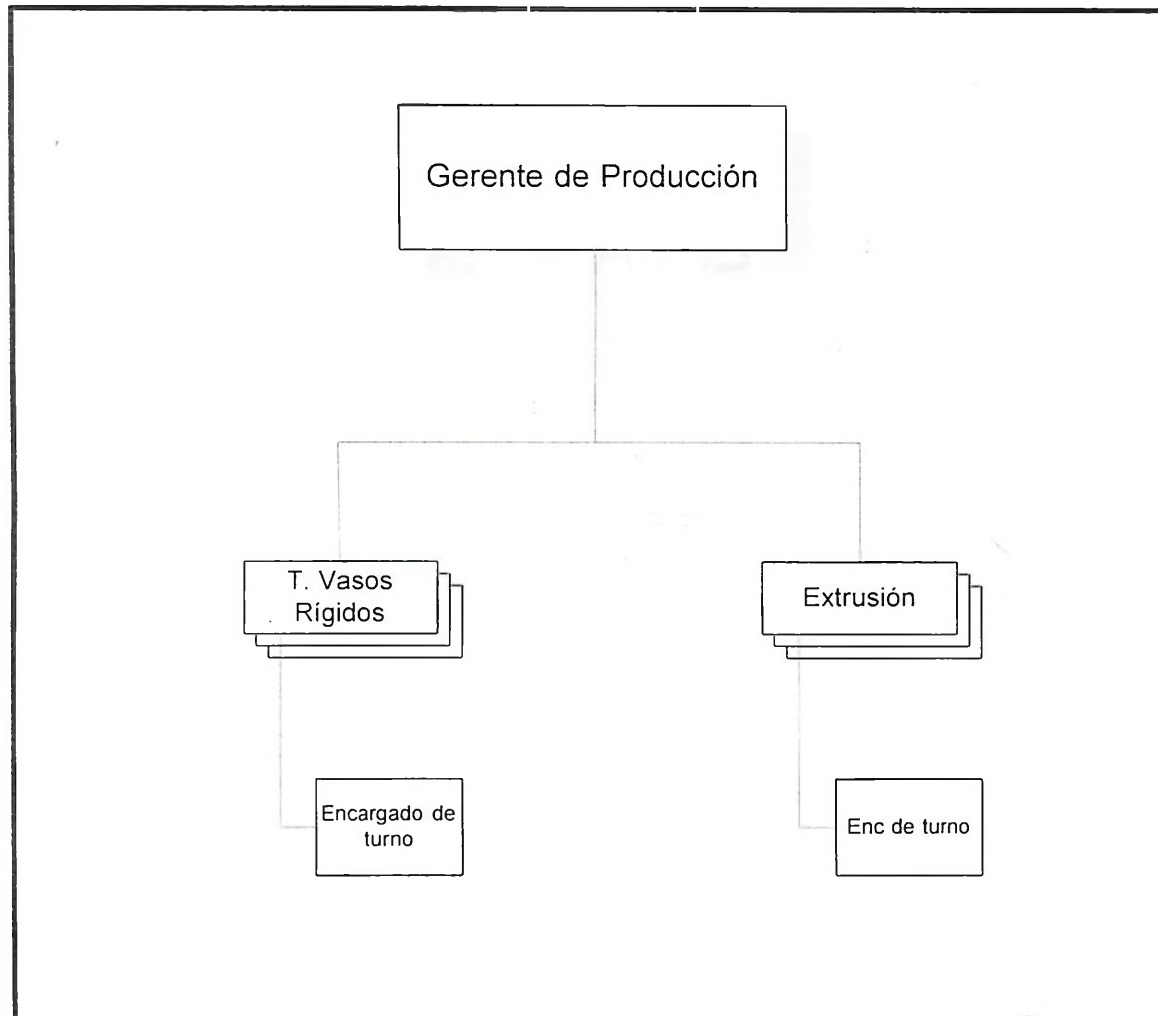 Gerente de Producción
T. Vasos
Rígidos
Extrusión
Encargado de
turno
Enc de turno